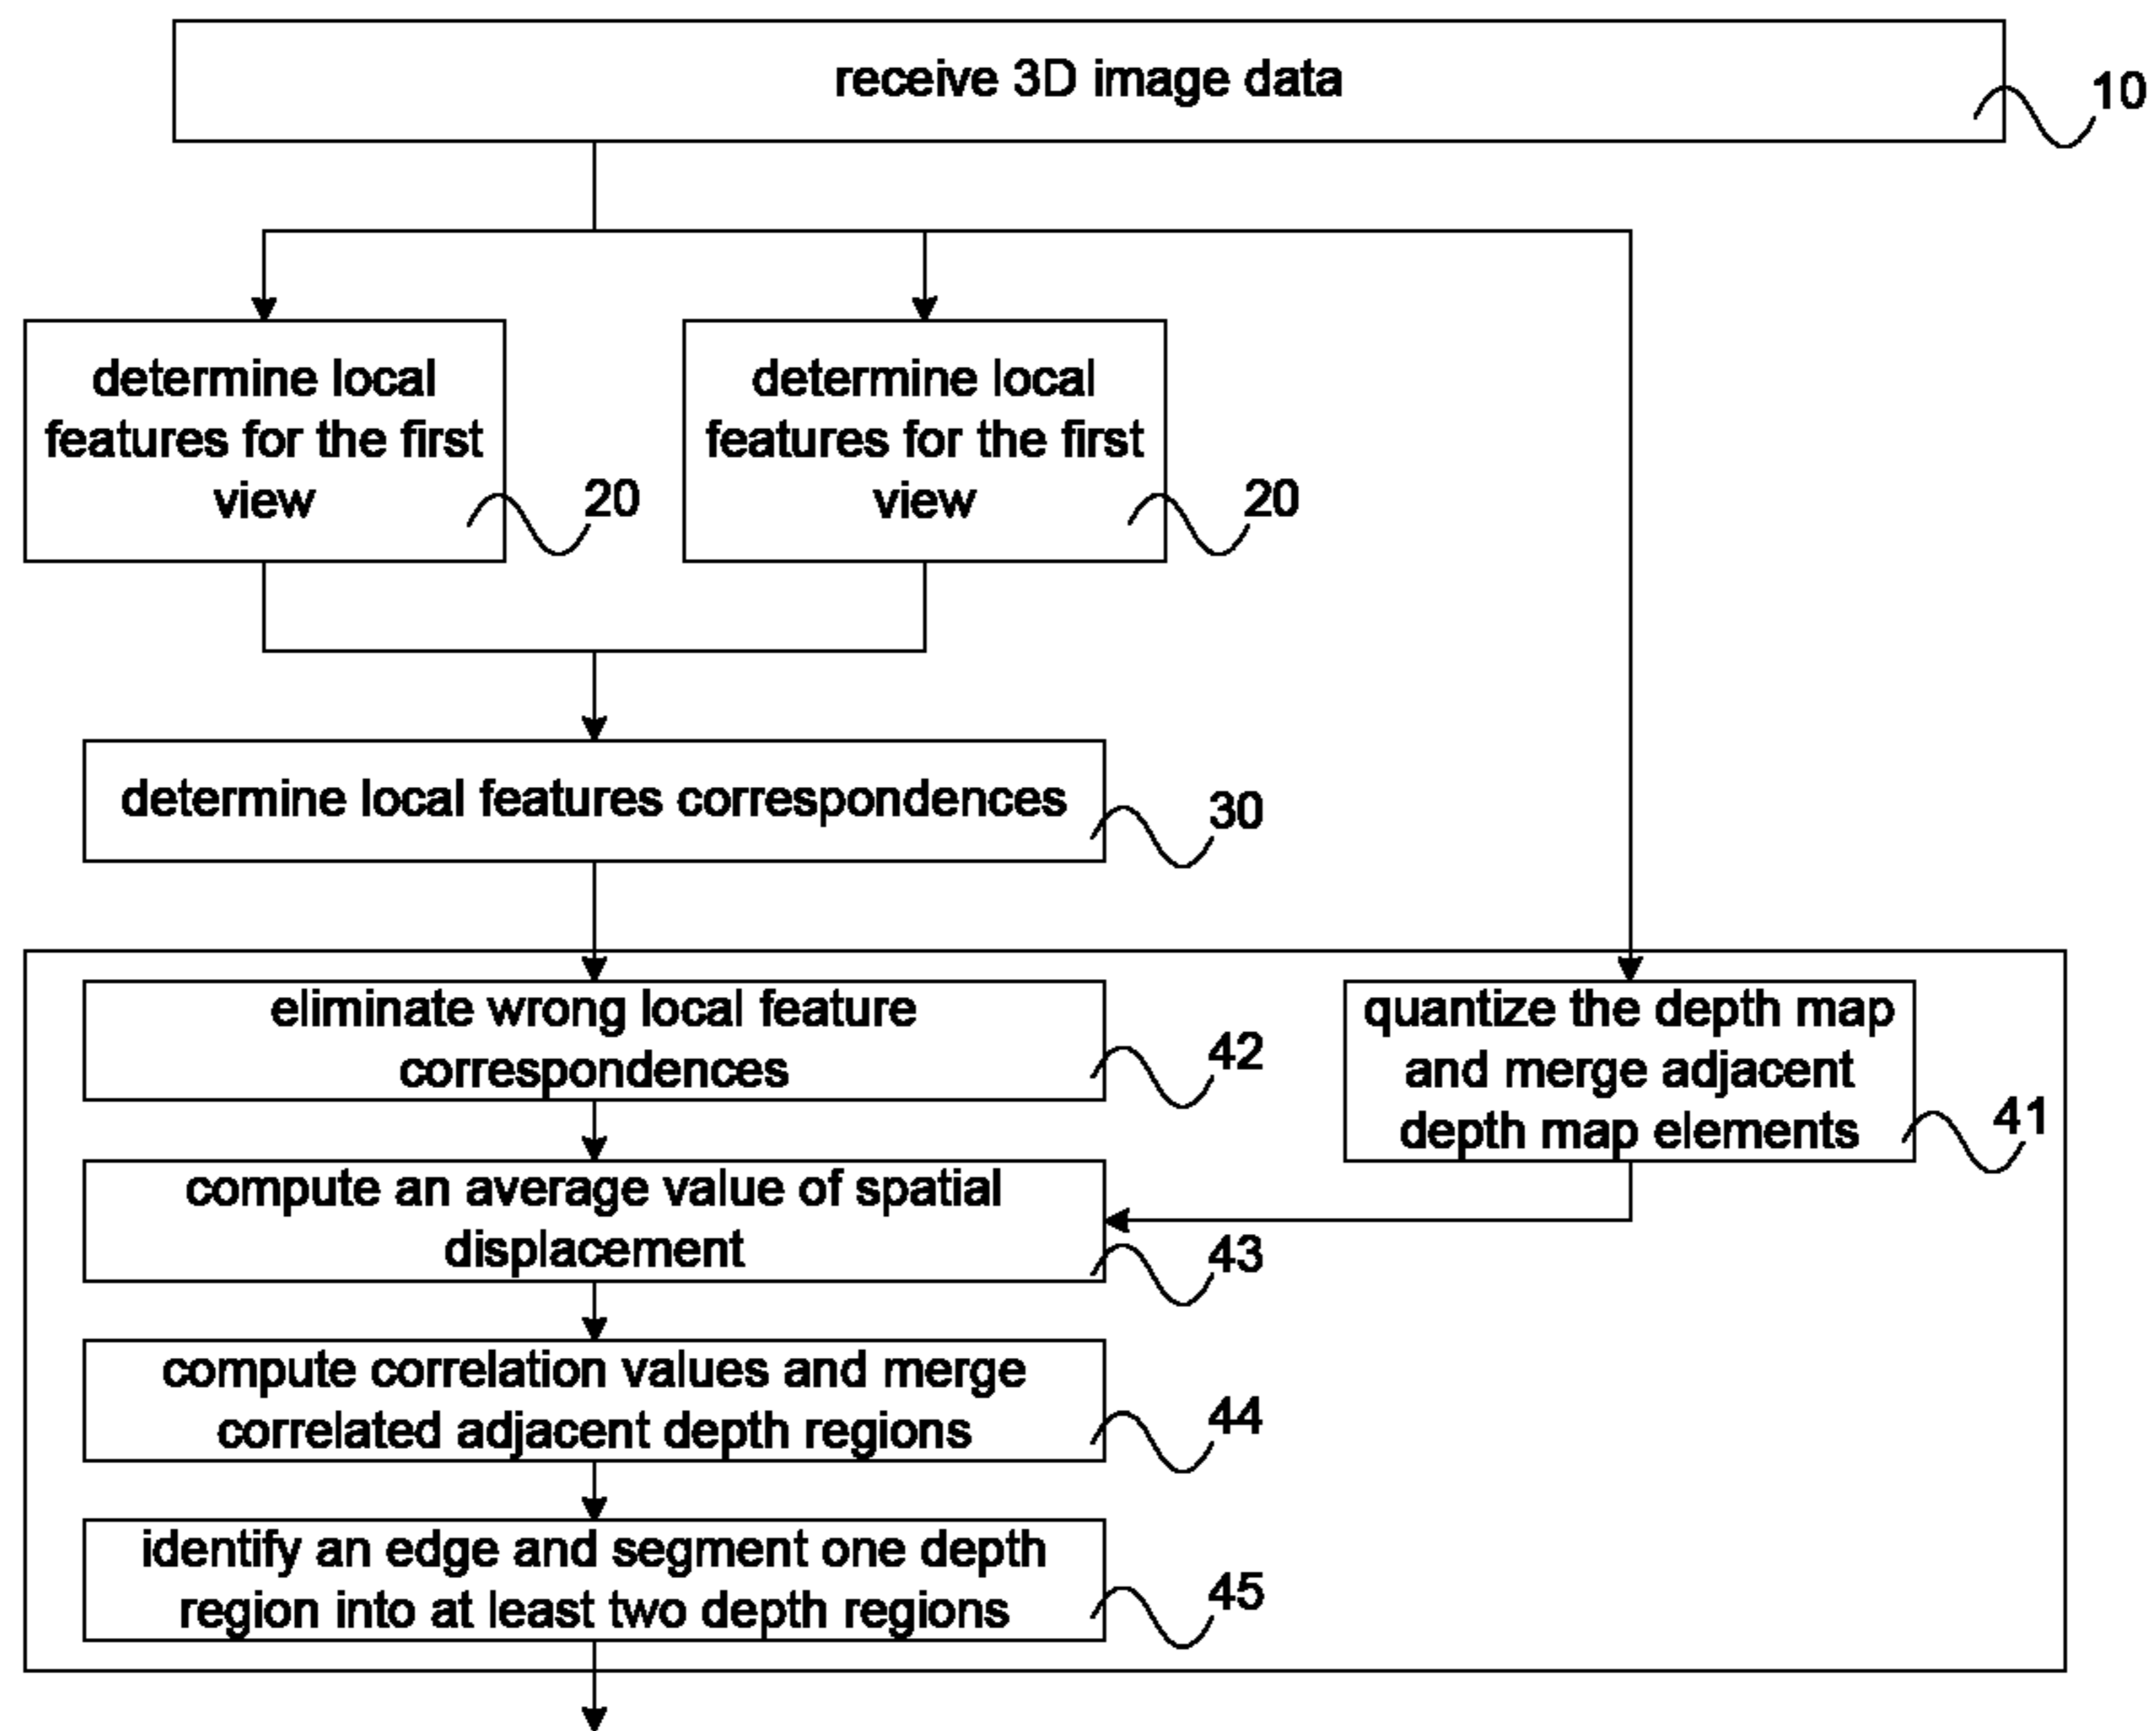 receive 3D image data
10
determine local
features for the first
view
20
determine local
features for the first
view
20
determine local features correspondences
30
eliminate wrong local feature
correspondences
42
quantize the depth map
and merge adjacent
depth map elements
41
compute an average value of spatial
displacement
43
compute correlation values and merge
correlated adjacent depth regions
44
identify an edge and segment one depth
region into at least two depth regions
45